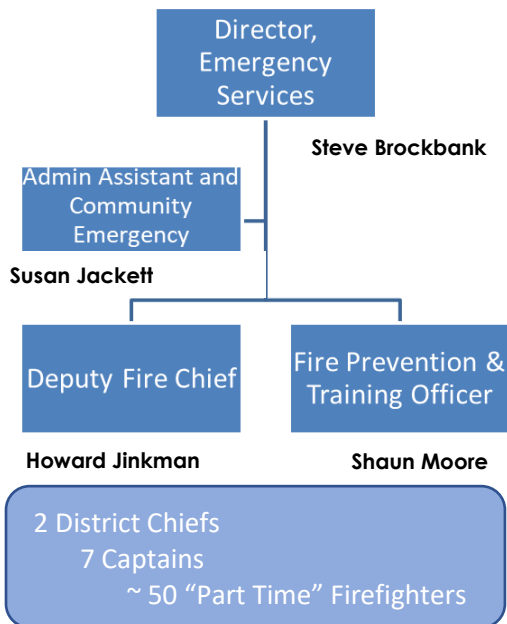 Director,
Emergency
Services
Steve Brockbank
Admin Assistant and
Community
Emergency
Susan Jackett
Deputy Fire Chief
Fire Prevention &
Training Officer
Howard Jinkman
Shaun Moore
2 District Chiefs
7 Captains
~ 50 “Part Time” Firefighters